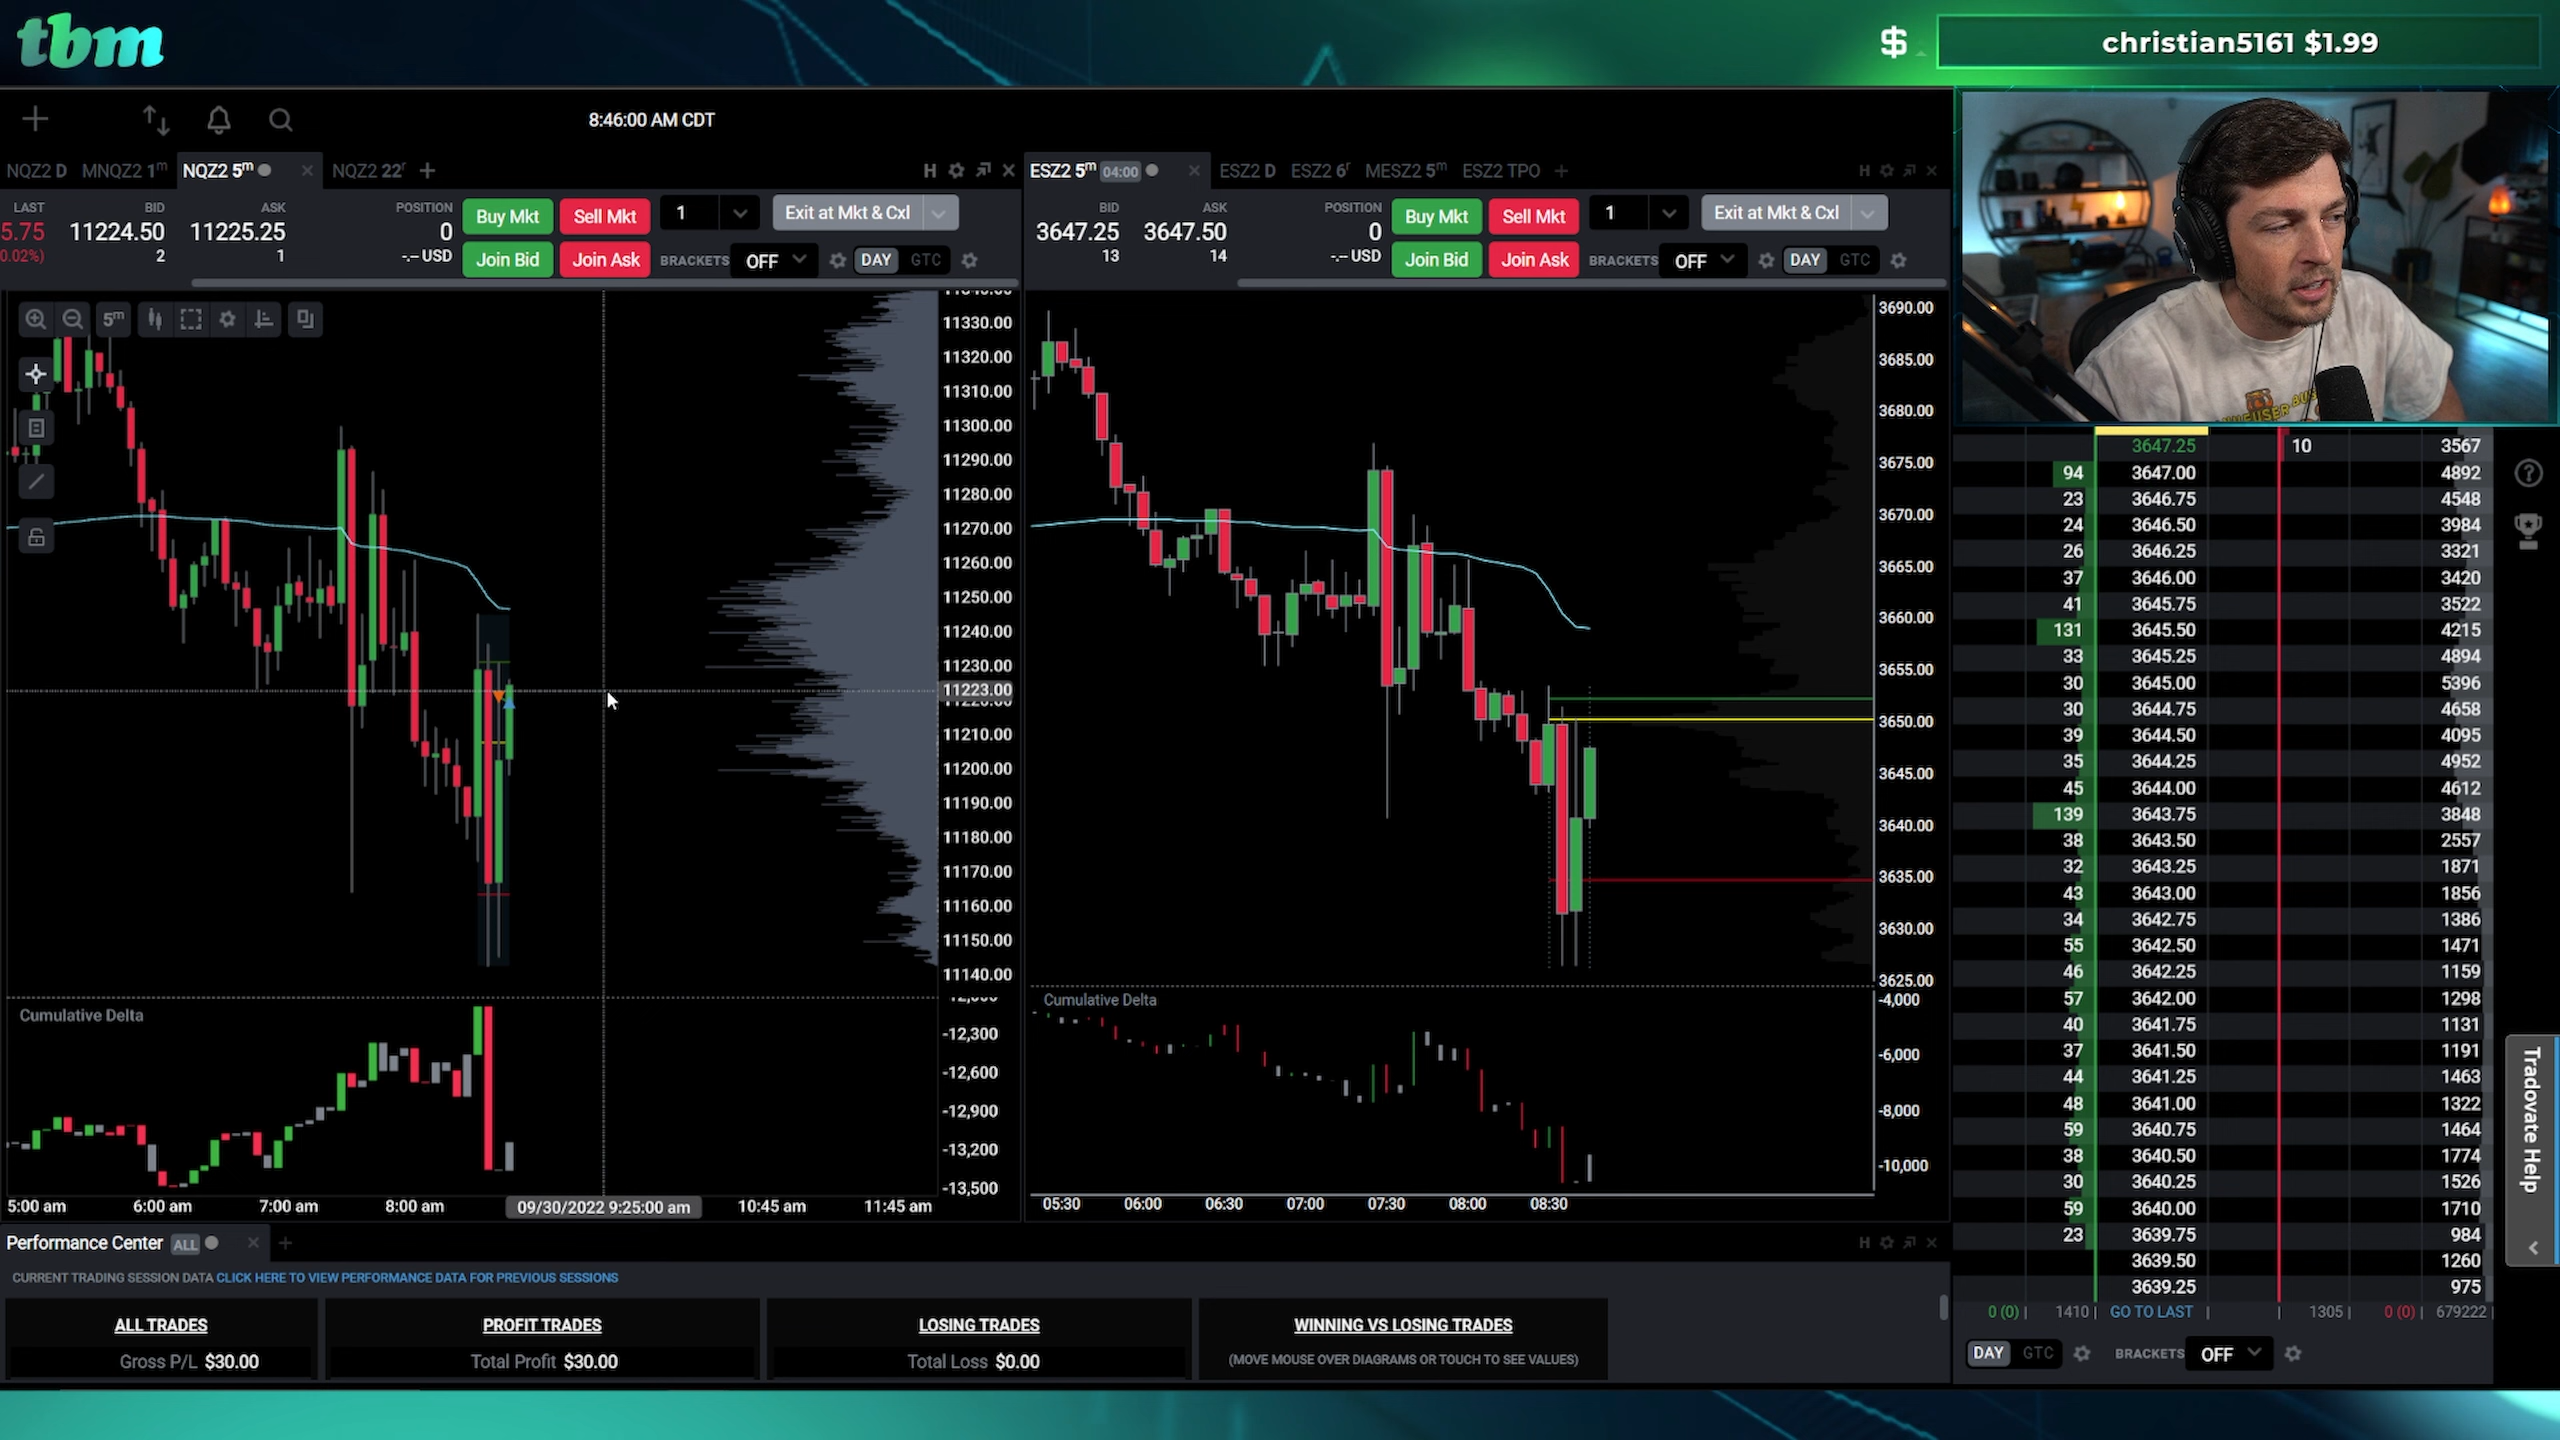 tbm
$ christian5161 $1.99
8:46:00 AM CDT
NQZ2 D MNQZ2 1m NQZ2 5m NQZ2 22r
LAST BID ASK POSITION Buy Mkt Sell Mkt 1 Exit at Mkt & Cxl
5.75 11224.50 11225.25 0
0.02%) 2 1 -.-- USD Join Bid Join Ask BRACKETS OFF DAY GTC
5m
11330.00
11320.00
11310.00
11300.00
11290.00
11280.00
11270.00
11260.00
11250.00
11240.00
11230.00
11223.00
11210.00
11200.00
11190.00
11180.00
11170.00
11160.00
11150.00
11140.00
Cumulative Delta
-12,300
-12,600
-12,900
-13,200
-13,500
5:00 am 6:00 am 7:00 am 8:00 am 09/30/2022 9:25:00 am 10:45 am 11:45 am
H
ESZ2 5m 04:00 ESZ2 D ESZ2 6r MESZ2 5m ESZ2 TPO
H
BID ASK POSITION Buy Mkt Sell Mkt 1 Exit at Mkt & Cxl
3647.25 3647.50 0
13 14 -.-- USD Join Bid Join Ask BRACKETS OFF DAY GTC
3690.00
3685.00
3680.00
3675.00
3670.00
3665.00
3660.00
3655.00
3650.00
3645.00
3640.00
3635.00
3630.00
3625.00
Cumulative Delta
-4,000
-6,000
-8,000
-10,000
05:30 06:00 06:30 07:00 07:30 08:00 08:30
3647.25 10 3567
94 3647.00 4892
23 3646.75 4548
24 3646.50 3984
26 3646.25 3321
37 3646.00 3420
41 3645.75 3522
131 3645.50 4215
33 3645.25 4894
30 3645.00 5396
30 3644.75 4658
39 3644.50 4095
35 3644.25 4952
45 3644.00 4612
139 3643.75 3848
38 3643.50 2557
32 3643.25 1871
43 3643.00 1856
34 3642.75 1386
55 3642.50 1471
46 3642.25 1159
57 3642.00 1298
40 3641.75 1131
37 3641.50 1191
44 3641.25 1463
48 3641.00 1322
59 3640.75 1464
38 3640.50 1774
30 3640.25 1526
59 3640.00 1710
23 3639.75 984
3639.50 1260
3639.25 975
0 (0) 1410 GO TO LAST 1305 0 (0) 679222
DAY GTC BRACKETS OFF
Tradovate Help
Performance Center ALL
H
CURRENT TRADING SESSION DATA CLICK HERE TO VIEW PERFORMANCE DATA FOR PREVIOUS SESSIONS
ALL TRADES PROFIT TRADES LOSING TRADES WINNING VS LOSING TRADES
Gross P/L $30.00 Total Profit $30.00 Total Loss $0.00 (MOVE MOUSE OVER DIAGRAMS OR TOUCH TO SEE VALUES)